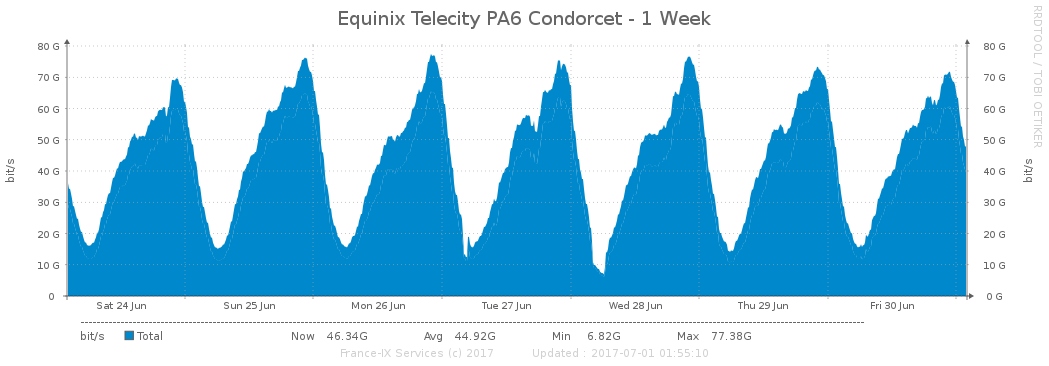 Equinix Telecity PA6 Condorcet - 1 Week
RRDTOOL / TOBI OETIKER
80 G 80 G
70 G 70 G
60 G 60 G
50 G 50 G
40 G 40 G
30 G 30 G
20 G 20 G
10 G 10 G
0 0 G
bit/s bit/s
Sat 24 Jun Sun 25 Jun Mon 26 Jun Tue 27 Jun Wed 28 Jun Thu 29 Jun Fri 30 Jun
bit/s Total Now 46.34G Avg 44.92G Min 6.82G Max 77.38G
France-IX Services (c) 2017 Updated : 2017-07-01 01:55:10